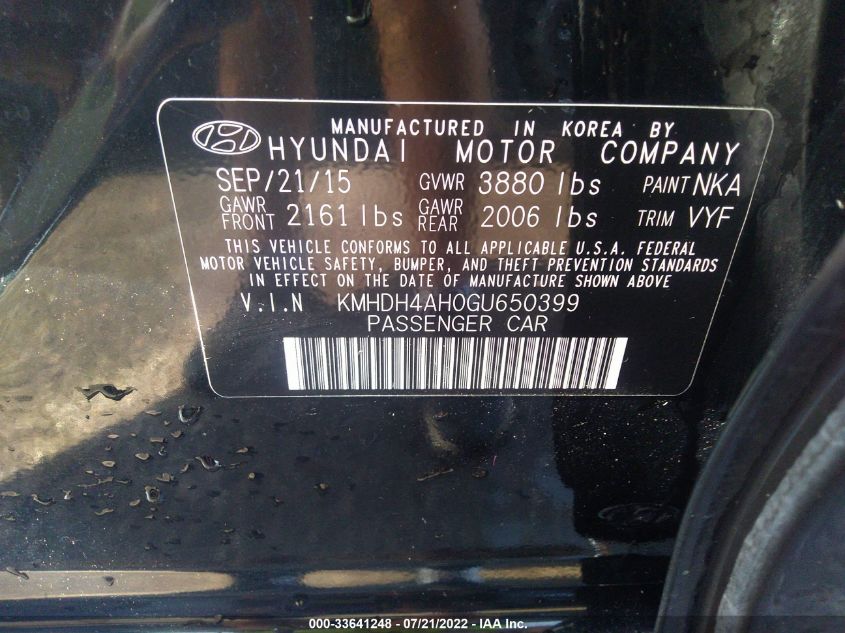 MANUFACTURED IN KOREA BY
HYUNDAI MOTOR COMPANY
SEP/21/15 GVWR 3880 lbs PAINT NKA
GAWR FRONT 2161 lbs GAWR REAR 2006 lbs TRIM VYF
THIS VEHICLE CONFORMS TO ALL APPLICABLE U.S.A. FEDERAL
MOTOR VEHICLE SAFETY, BUMPER, AND THEFT PREVENTION STANDARDS
IN EFFECT ON THE DATE OF MANUFACTURE SHOWN ABOVE
V.I.N KMHDH4AH0GU650399
PASSENGER CAR
000-33641248 - 07/21/2022 - IAA Inc.